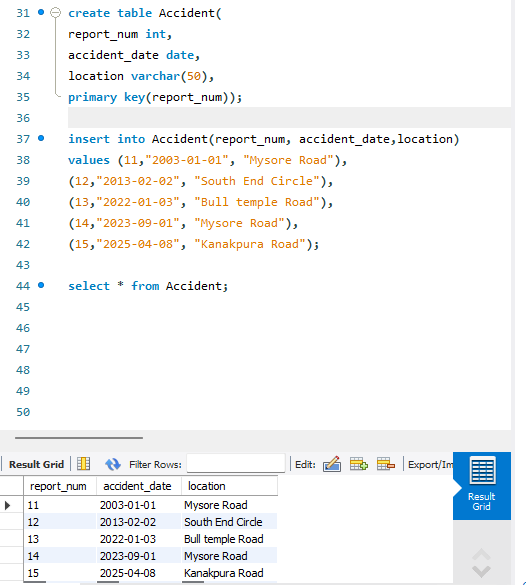 31 create table Accident(
32 report_num int,
33 accident_date date,
34 location varchar(50),
35 primary key(report_num));
36
37 insert into Accident(report_num, accident_date,location)
38 values (11,"2003-01-01", "Mysore Road"),
39 (12,"2013-02-02", "South End Circle"),
40 (13,"2022-01-03", "Bull temple Road"),
41 (14,"2023-09-01", "Mysore Road"),
42 (15,"2025-04-08", "Kanakpura Road");
43
44 select * from Accident;
45
46
47
48
49
50
Result Grid Filter Rows: Edit: Export/Im
Result
Grid
report_num accident_date location
11 2003-01-01 Mysore Road
12 2013-02-02 South End Circle
13 2022-01-03 Bull temple Road
14 2023-09-01 Mysore Road
15 2025-04-08 Kanakpura Road